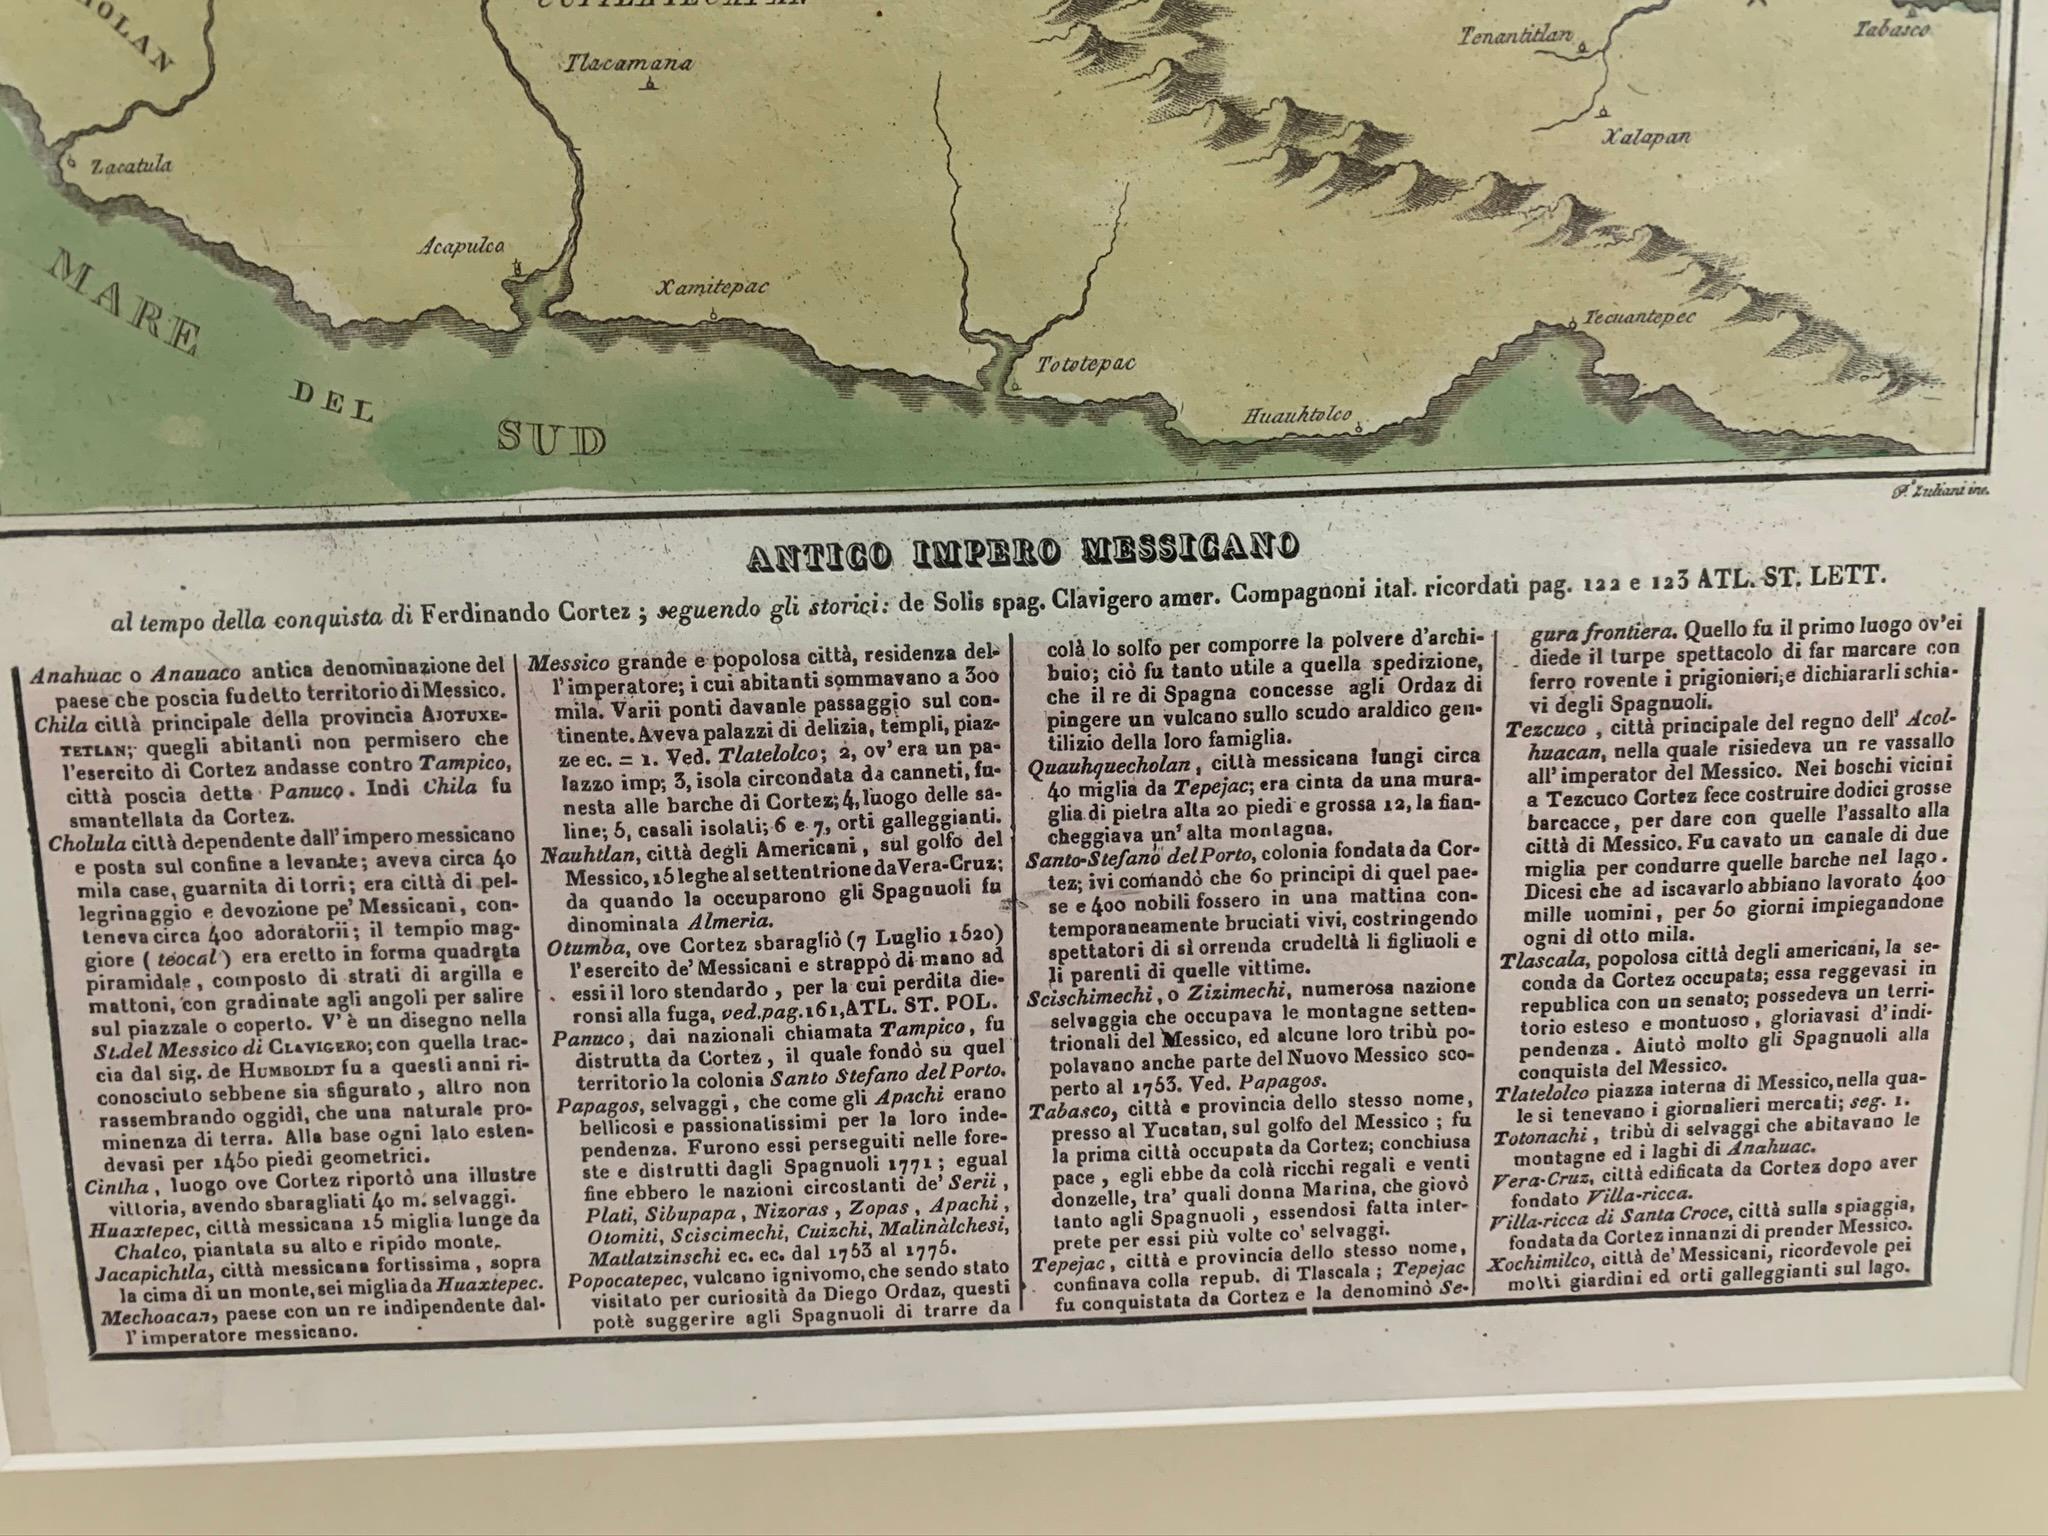 HOLAN
Tlacamana
Tenantitlan
Tabasco
Xalapan
Zacatula
Acapulco
Xamitepac
Tecuantepec
Tototepac
Huauhtolco
MARE
DEL
SUD
P. Zuliani inc.
ANTICO IMPERO MESSICANO
al tempo della conquista di Ferdinando Cortez; seguendo gli storici: de Solis spag. Clavigero amer. Compagnoni ital. ricordati pag. 122 e 123 ATL. ST. LETT.
Anahuac o Anauaco antica denominazione del
paese che poscia fu detto territorio di Messico.
Chila città principale della provincia AJOTUXE-
TETLAN; quegli abitanti non permisero che
l'esercito di Cortez andasse contro Tampico,
città poscia detta Panuco. Indi Chila fu
smantellata da Cortez.
Cholula città dependente dall'impero messicano
e posta sul confine a levante; aveva circa 40
mila case, guarnita di torri; era città di pel-
legrinaggio e devozione pe' Messicani, con-
teneva circa 400 adoratorii; il tempio mag-
giore (teocal) era eretto in forma quadrata
piramidale, composto di strati di argilla e
mattoni, con gradinate agli angoli per salire
sul piazzale o coperto. V'è un disegno nella
St. del Messico di CLAVIGERO; con quella trac-
cia dal sig. de HUMBOLDT fu a questi anni ri-
conosciuto sebbene sia sfigurato, altro non
rassembrando oggidì, che una naturale pro-
minenza di terra. Alla base ogni lato esten-
devasi per 1450 piedi geometrici.
Cintha, luogo ove Cortez riportò una illustre
vittoria, avendo sbaragliati 40 m. selvaggi.
Huaxtepec, città messicana 15 miglia lunge da
Chalco, piantata su alto e ripido monte.
Jacapichtla, città messicana fortissima, sopra
la cima di un monte, sei miglia da Huaxtepec.
Mechoacan, paese con un re indipendente dal-
l'imperatore messicano.
Messico grande e popolosa città, residenza del-
l'imperatore; i cui abitanti sommavano a 300
mila. Varii ponti davanle passaggio sul con-
tinente. Aveva palazzi di delizia, templi, piaz-
ze ec. = 1. Ved. Tlatelolco; 2, ov'era un pa-
lazzo imp; 3, isola circondata da canneti, fu-
nesta alle barche di Cortez; 4, luogo delle sa-
line; 5, casali isolati; 6 e 7, orti galleggianti.
Nauhtlan, città degli Americani, sul golfo del
Messico, 15 leghe al settentrione da Vera-Cruz;
da quando la occuparono gli Spagnuoli fu
dinominata Almeria.
Otumba, ove Cortez sbaragliò (7 Luglio 1520)
l'esercito de' Messicani e strappò di mano ad
essi il loro stendardo, per la cui perdita die-
ronsi alla fuga, ved. pag. 161, ATL. ST. POL.
Panuco, dai nazionali chiamata Tampico, fu
distrutta da Cortez, il quale fondò su quel
territorio la colonia Santo Stefano del Porto.
Papagos, selvaggi, che come gli Apachi erano
bellicosi e passionatissimi per la loro inde-
pendenza. Furono essi perseguiti nelle fore-
ste e distrutti dagli Spagnuoli 1771; egual
fine ebbero le nazioni circostanti de' Serii,
Plati, Sibupapa, Nizoras, Zopas, Apachi,
Otomiti, Sciscimechi, Cuizchi, Malinalchesi,
Matlatzinschi ec. ec. dal 1753 al 1775.
Popocatepec, vulcano ignivomo, che sendo stato
visitato per curiosità da Diego Ordaz, questi
potè suggerire agli Spagnuoli di trarre da
colà lo solfo per comporre la polvere d'archi-
buio; ciò fu tanto utile a quella spedizione,
che il re di Spagna concesse agli Ordaz di
pingere un vulcano sullo scudo araldico gen-
tilizio della loro famiglia.
Quauhquecholan, città messicana lungi circa
40 miglia da Tepejac; era cinta da una mura-
glia di pietra alta 20 piedi e grossa 12, la fian-
cheggiava un'alta montagna.
Santo-Stefano del Porto, colonia fondata da Cor-
tez; ivi comandò che 60 principi di quel pae-
se e 400 nobili fossero in una mattina con-
temporaneamente bruciati vivi, costringendo
spettatori di sì orrenda crudeltà li figliuoli e
li parenti di quelle vittime.
Scischimechi, o Zizimechi, numerosa nazione
selvaggia che occupava le montagne setten-
trionali del Messico, ed alcune loro tribù po-
polavano anche parte del Nuovo Messico sco-
perto al 1753. Ved. Papagos.
Tabasco, città e provincia dello stesso nome,
presso al Yucatan, sul golfo del Messico; fu
la prima città occupata da Cortez; conchiusa
pace, egli ebbe da colà ricchi regali e venti
donzelle, tra' quali donna Marina, che giovò
tanto agli Spagnuoli, essendosi fatta inter-
prete per essi più volte co' selvaggi.
Tepejac, città e provincia dello stesso nome,
confinava colla repub. di Tlascala; Tepejac
fu conquistata da Cortez e la denominò Se-
gura frontiera. Quello fu il primo luogo ov'ei
diede il turpe spettacolo di far marcare con
ferro rovente i prigionieri; e dichiararli schia-
vi degli Spagnuoli.
Tezcuco, città principale del regno dell' Acol-
huacan, nella quale risiedeva un re vassallo
all'imperator del Messico. Nei boschi vicini
a Tezcuco Cortez fece costruire dodici grosse
barcacce, per dare con quelle l'assalto alla
città di Messico. Fu cavato un canale di due
miglia per condurre quelle barche nel lago.
Dicesi che ad iscavarlo abbiano lavorato 400
mille uomini, per 50 giorni impiegandone
ogni dì otto mila.
Tlascala, popolosa città degli americani, la se-
conda da Cortez occupata; essa reggevasi in
republica con un senato; possedeva un terri-
torio esteso e montuoso, gloriavasi d'indi-
pendenza. Aiutò molto gli Spagnuoli alla
conquista del Messico.
Tlatelolco piazza interna di Messico, nella qua-
le si tenevano i giornalieri mercati; seg. 1.
Totonachi, tribù di selvaggi che abitavano le
montagne ed i laghi di Anahuac.
Vera-Cruz, città edificata da Cortez dopo aver
fondato Villa-ricca.
Villa-ricca di Santa Croce, città sulla spiaggia,
fondata da Cortez innanzi di prender Messico.
Xochimilco, città de' Messicani, ricordevole pei
molti giardini ed orti galleggianti sul lago.